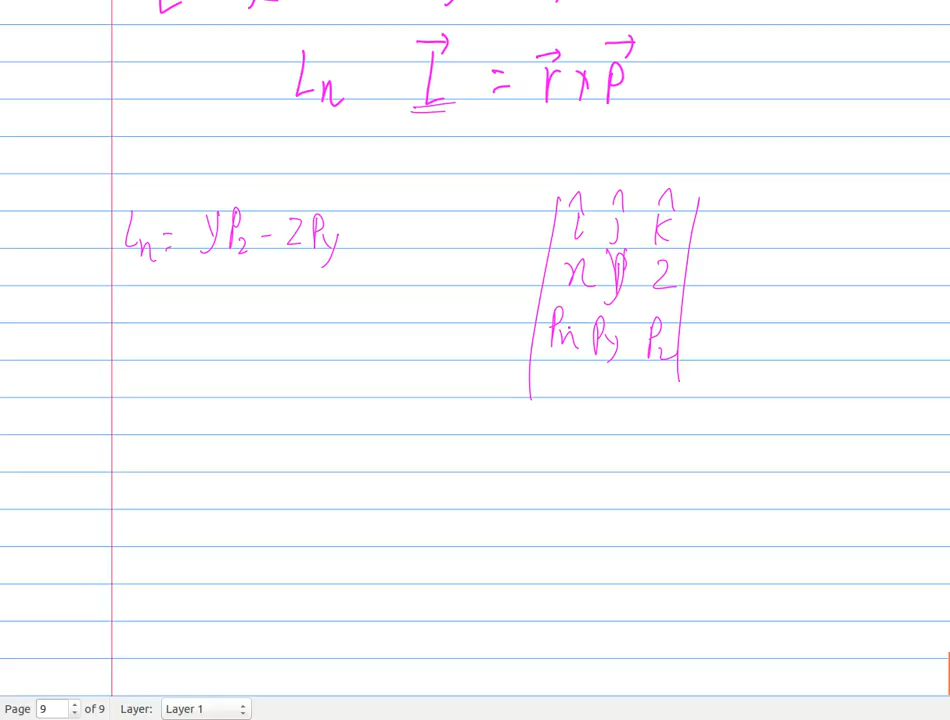 Lx L⃗ = r⃗ x p⃗
Lx = yPz - zPy
| î ĵ k̂ |
| x y z |
| Px Py Pz |
Page 9 of 9 Layer: Layer 1